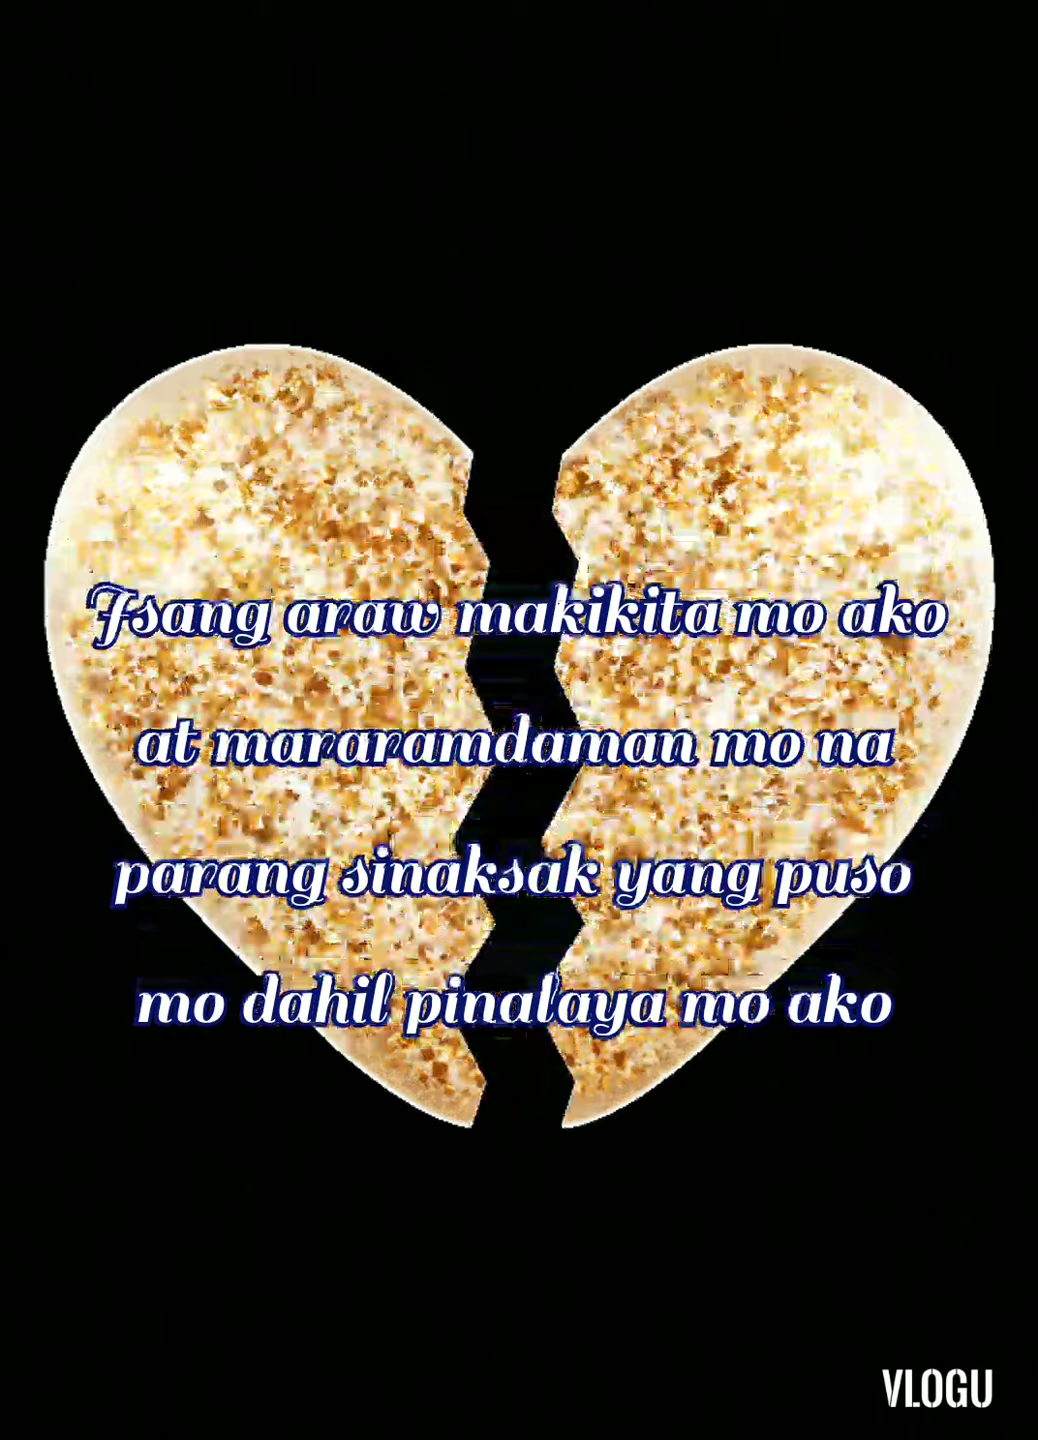 Isang araw makikita mo ako
at mararamdaman mo na
parang sinaksak yang puso
mo dahil pinalaya mo ako
VLOGU